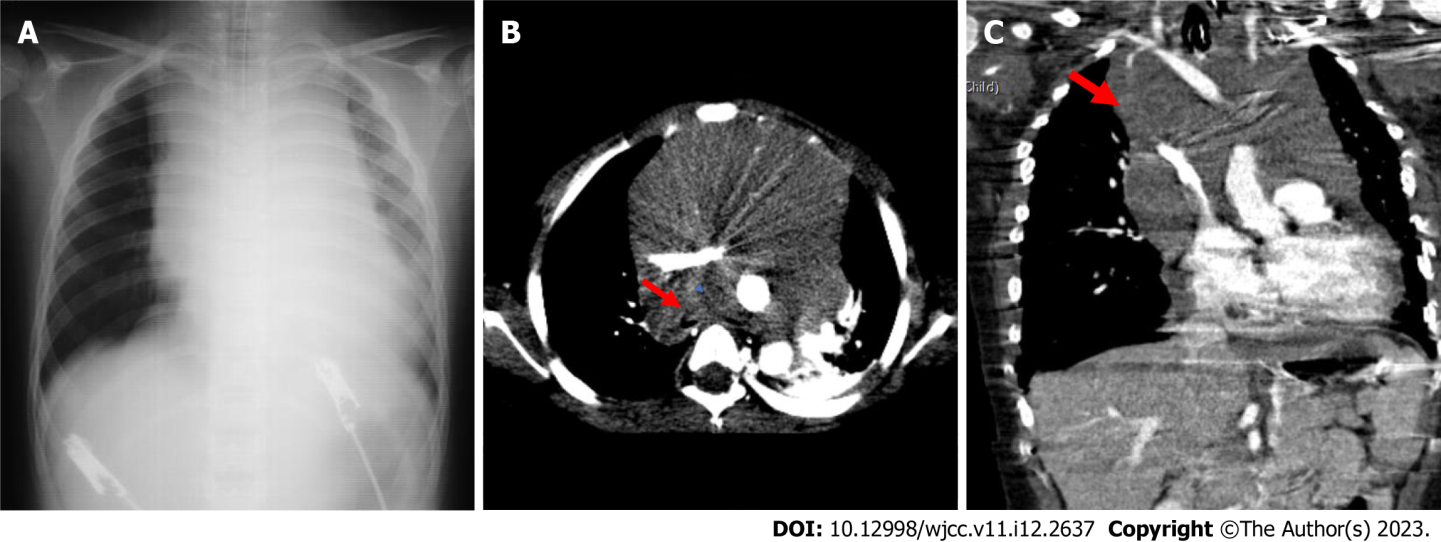 A
B
C
Child)
DOI: 10.12998/wjcc.v11.i12.2637 Copyright ©The Author(s) 2023.